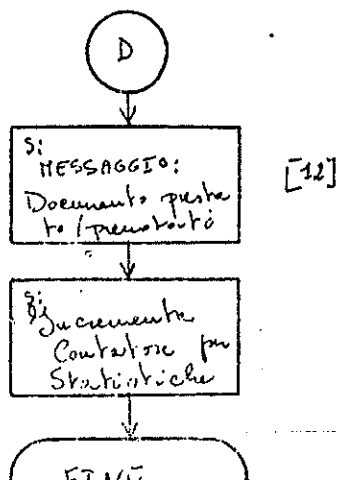 D
S:
MESSAGGIO:
Documento presta
to/prenotato
[12]
S:
Incrementa
Contatore per
Statistiche
FINE